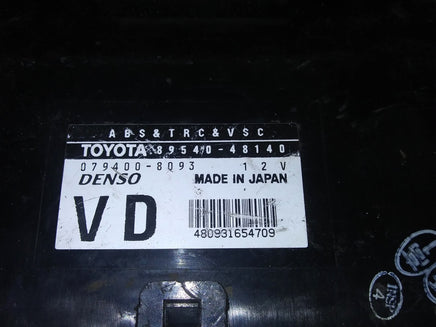 ABS&TRC&VSC
TOYOTA 89540-48140
079400-8093 12V
DENSO MADE IN JAPAN
VD
480931654709